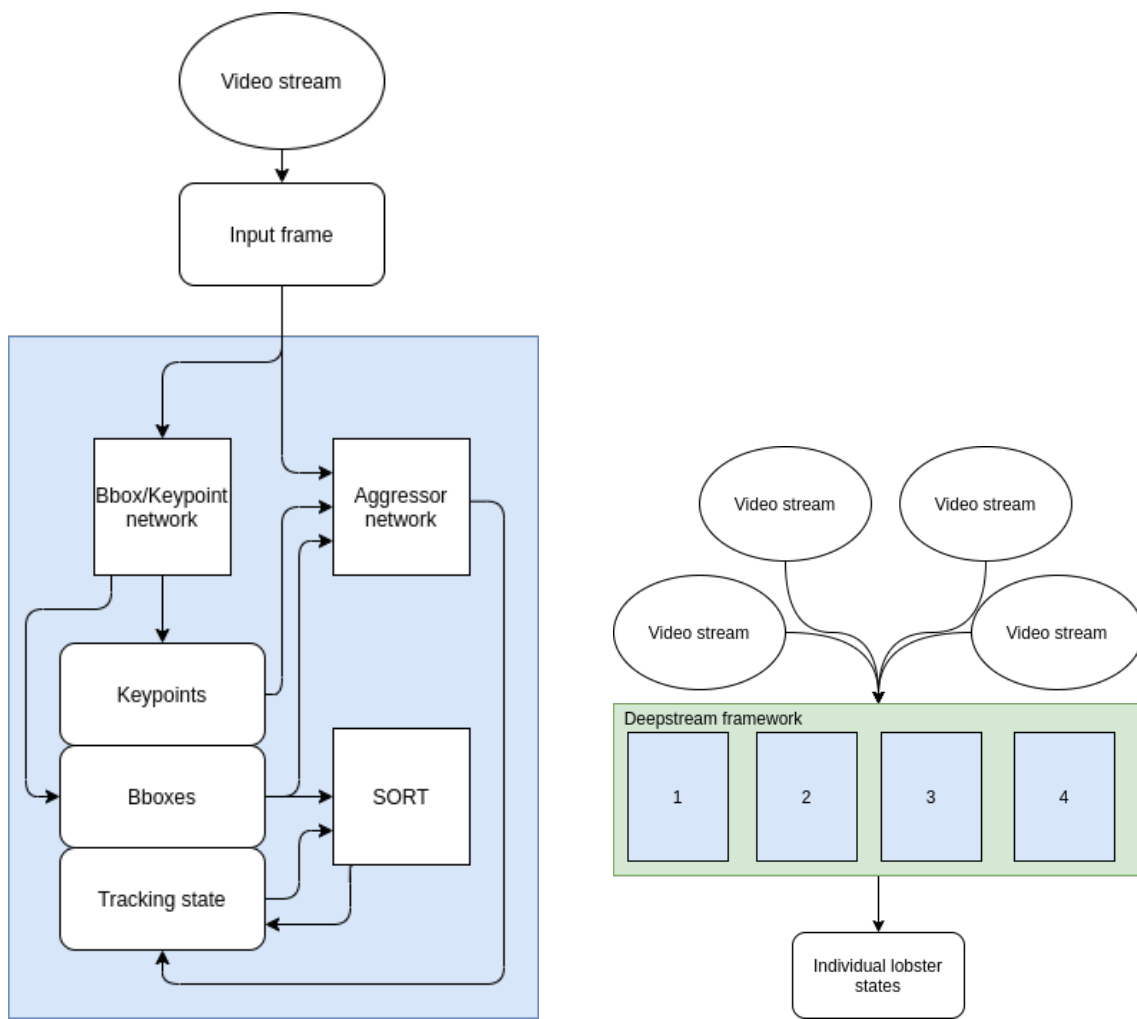 Video stream
Input frame
Bbox/Keypoint
network
Aggressor
network
Keypoints
Bboxes
SORT
Tracking state
Video stream
Video stream
Video stream
Video stream
Deepstream framework
1
2
3
4
Individual lobster
states